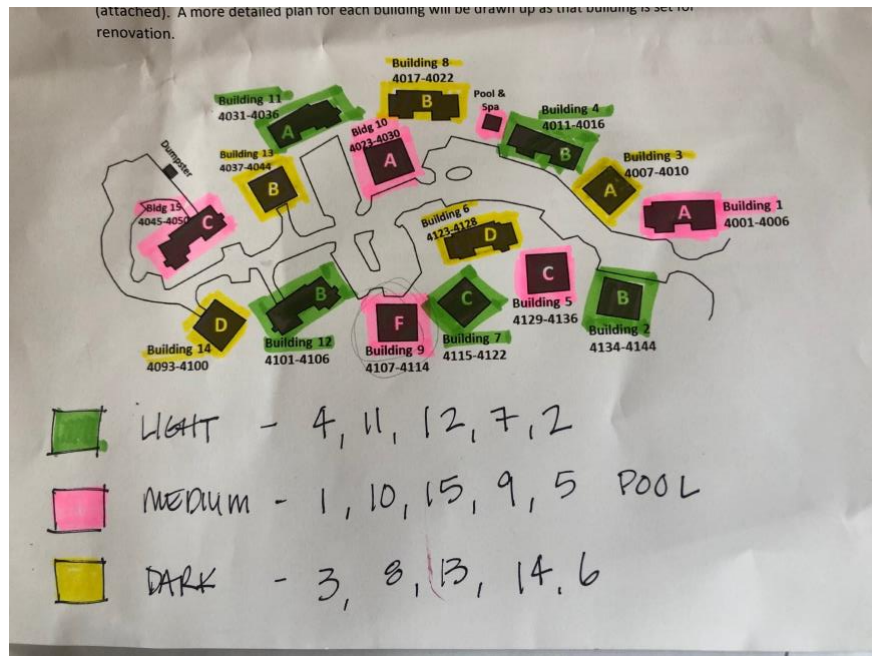 (attached). A more detailed plan for each building will be drawn up as that building is set for
renovation.
Building 8
4017-4022
B
Pool &
Spa
Building 11
4031-4036
A
Building 4
4011-4016
B
Bldg 10
4023-4030
A
Dumpster
Building 13
4037-4044
B
Building 3
4007-4010
A
Bldg 15
4045-4050
C
Building 6
4123-4128
D
A
Building 1
4001-4006
C
Building 5
4129-4136
B
Building 2
4134-4144
D
Building 14
4093-4100
B
Building 12
4101-4106
F
Building 9
4107-4114
C
Building 7
4115-4122
LIGHT - 4, 11, 12, 7, 2
MEDIUM - 1, 10, 15, 9, 5 POOL
DARK - 3, 8, 13, 14, 6